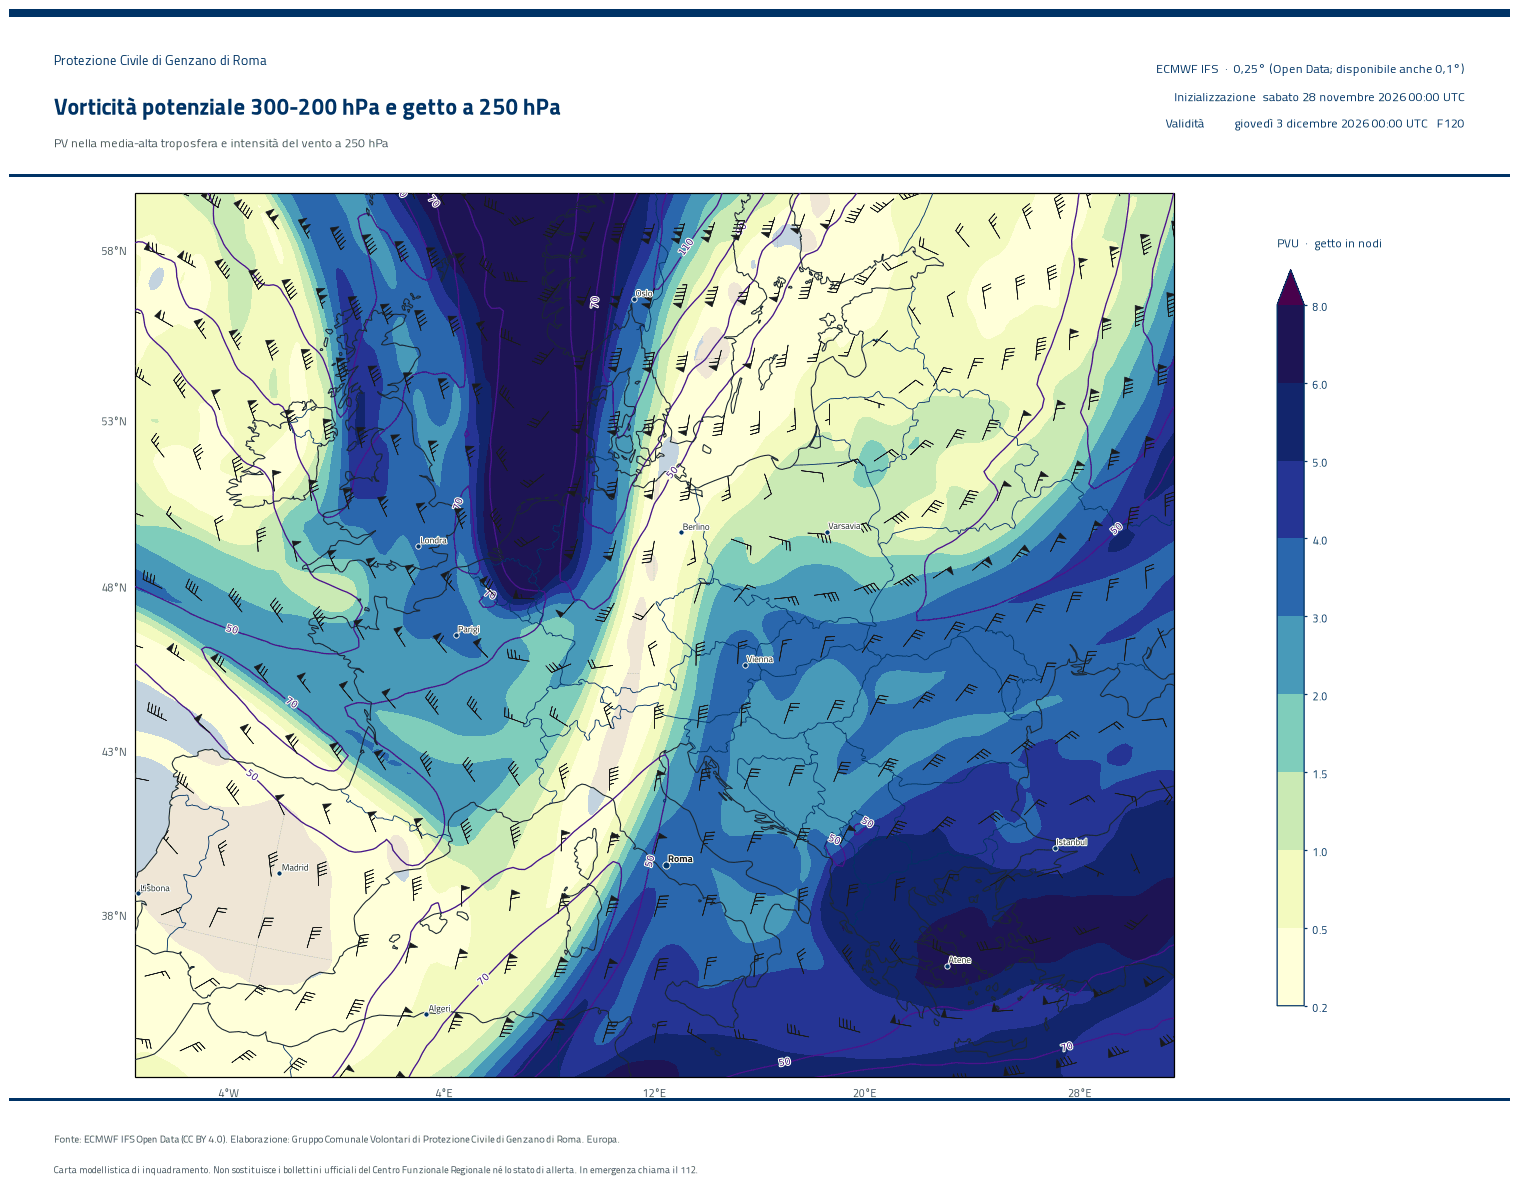 Protezione Civile di Genzano di Roma
Vorticità potenziale 300-200 hPa e getto a 250 hPa
PV nella media-alta troposfera e intensità del vento a 250 hPa
ECMWF IFS · 0,25° (Open Data; disponibile anche 0,1°)
Inizializzazione sabato 28 novembre 2026 00:00 UTC
Validità giovedì 3 dicembre 2026 00:00 UTC F120
PVU · getto in nodi
8.0
6.0
5.0
4.0
3.0
2.0
1.5
1.0
0.5
0.2
58°N
53°N
48°N
43°N
38°N
4°W
4°E
12°E
20°E
28°E
70
110
70
Oslo
50
70
Berlino
Varsavia
50
Londra
70
50
Parigi
Vienna
70
50
50
50
50
Roma
Istanbul
Madrid
Lisbona
Atene
70
Algeri
50
70
Fonte: ECMWF IFS Open Data (CC BY 4.0). Elaborazione: Gruppo Comunale Volontari di Protezione Civile di Genzano di Roma. Europa.
Carta modellistica di inquadramento. Non sostituisce i bollettini ufficiali del Centro Funzionale Regionale né lo stato di allerta. In emergenza chiama il 112.